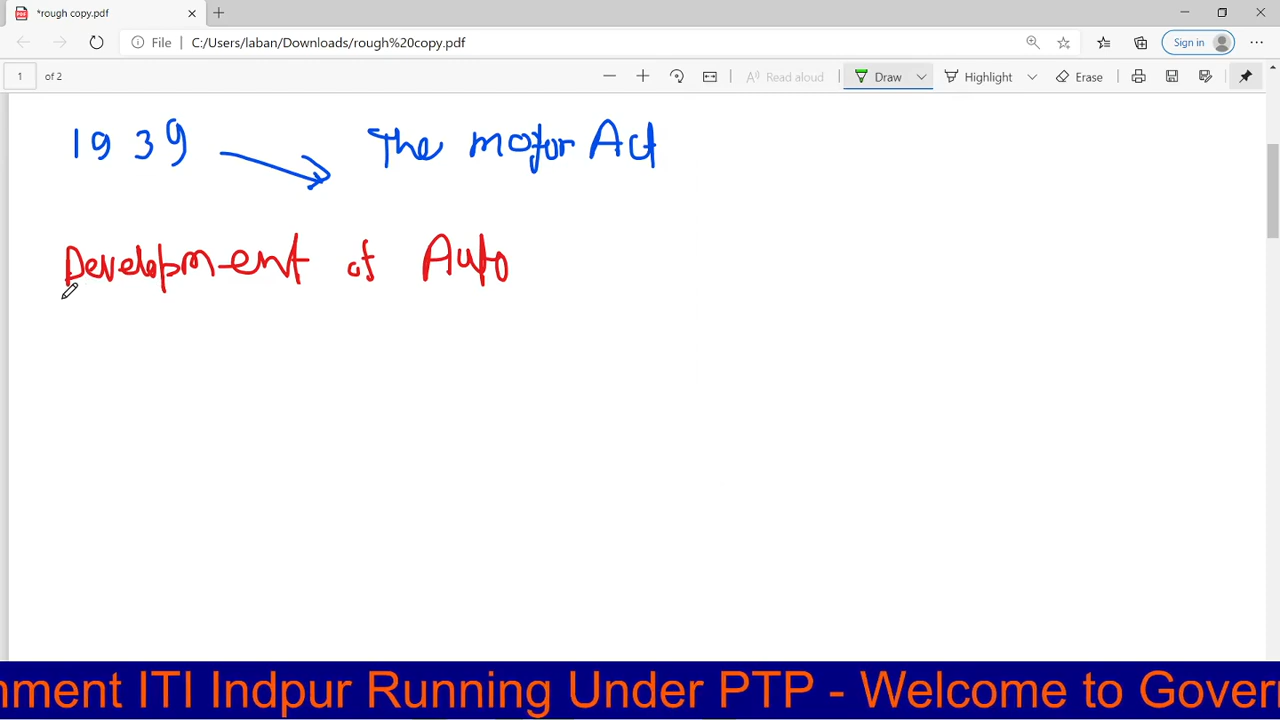 *rough copy.pdf
File C:/Users/laban/Downloads/rough%20copy.pdf Sign in
1 of 2 Read aloud Draw Highlight Erase
1939 The motor Act
Development of Auto
nment ITI Indpur Running Under PTP - Welcome to Govern